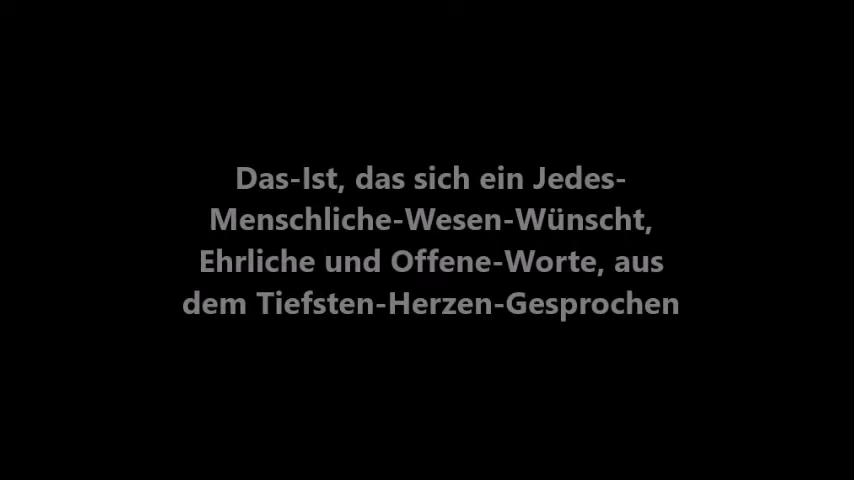 Das-Ist, das sich ein Jedes-
Menschliche-Wesen-Wünscht,
Ehrliche und Offene-Worte, aus
dem Tiefsten-Herzen-Gesprochen